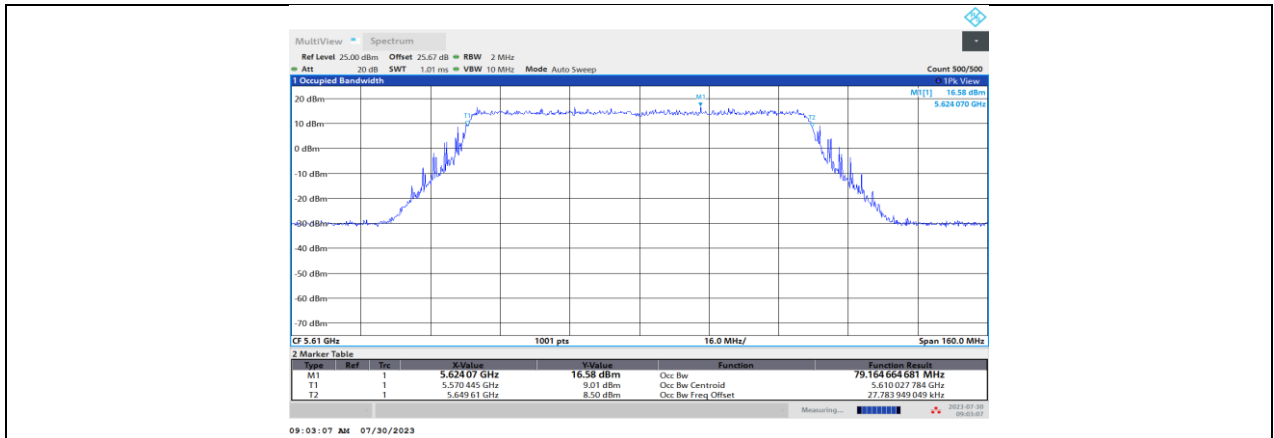 MultiView Spectrum
Ref Level 25.00 dBm Offset 25.67 dB RBW 2 MHz
Att 20 dB SWT 1.01 ms VBW 10 MHz Mode Auto Sweep Count 500/500
1 Occupied Bandwidth 1Pk View
M1[1] 16.58 dBm
5.624 070 GHz
20 dBm
M1
T1
T2
10 dBm
0 dBm
-10 dBm
-20 dBm
-30 dBm
-40 dBm
-50 dBm
-60 dBm
-70 dBm
CF 5.61 GHz 1001 pts 16.0 MHz/ Span 160.0 MHz
2 Marker Table
Type Ref Trc X-Value Y-Value Function Function Result
M1 1 5.62407 GHz 16.58 dBm Occ Bw 79.164 664 681 MHz
T1 1 5.570 445 GHz 9.01 dBm Occ Bw Centroid 5.610 027 784 GHz
T2 1 5.649 61 GHz 8.50 dBm Occ Bw Freq Offset 27.783 949 049 kHz
Measuring... 2023-07-30
09:03:07
09:03:07 AM 07/30/2023